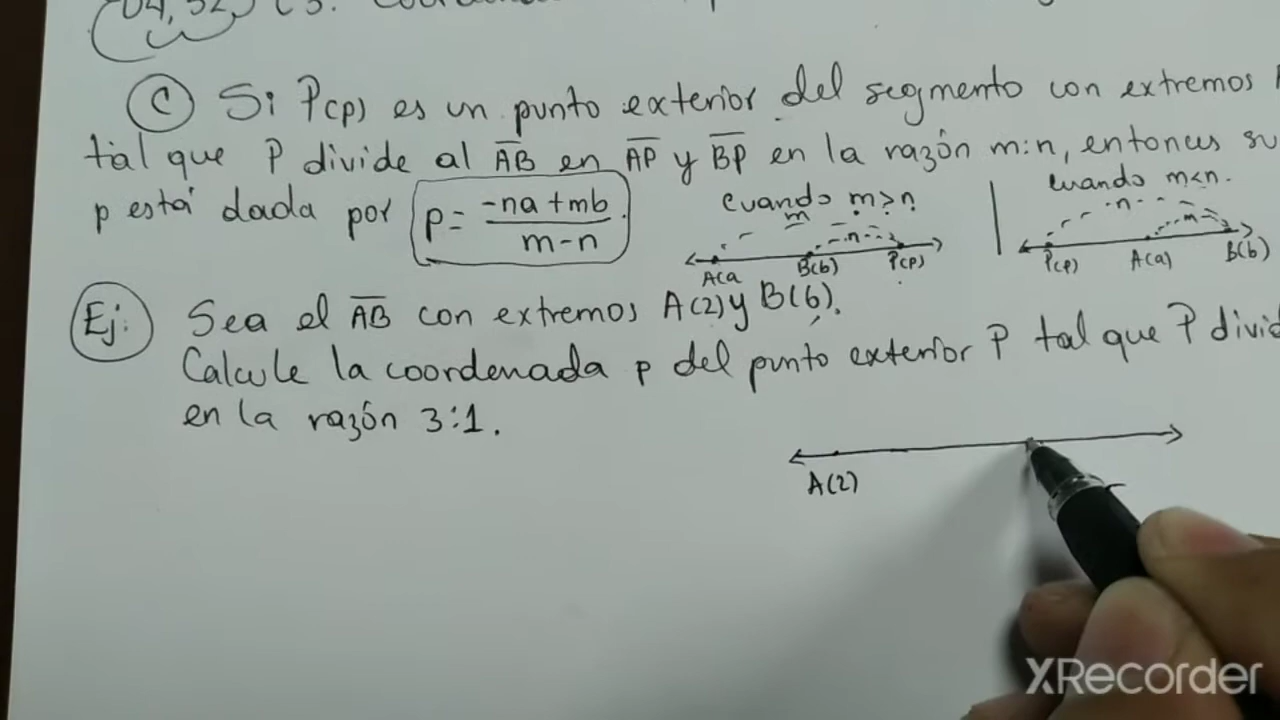 C Si P(p) es un punto exterior del segmento con extremos
tal que P divide al AB en AP y BP en la razón m:n, entonces su
p está dada por p = -na + mb / m - n . cuando m > n cuando m < n.
m n n m
A(a B(b) P(p) P(p) A(a) B(b)
Ej: Sea el AB con extremos A(2) y B(6).
Calcule la coordenada p del punto exterior P tal que P divid
en la razón 3:1.
A(2)
XRecorder